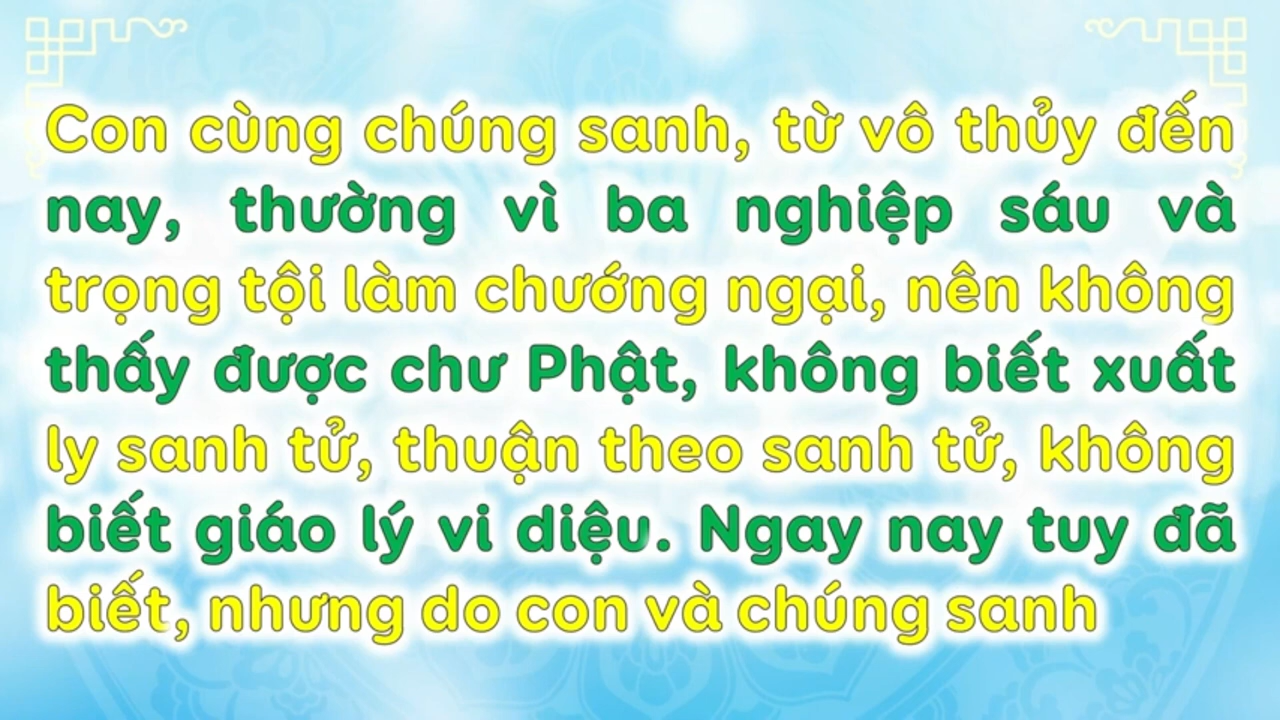 Con cùng chúng sanh, từ vô thủy đến
nay, thường vì ba nghiệp sáu và
trọng tội làm chướng ngại, nên không
thấy được chư Phật, không biết xuất
ly sanh tử, thuận theo sanh tử, không
biết giáo lý vi diệu. Ngay nay tuy đã
biết, nhưng do con và chúng sanh